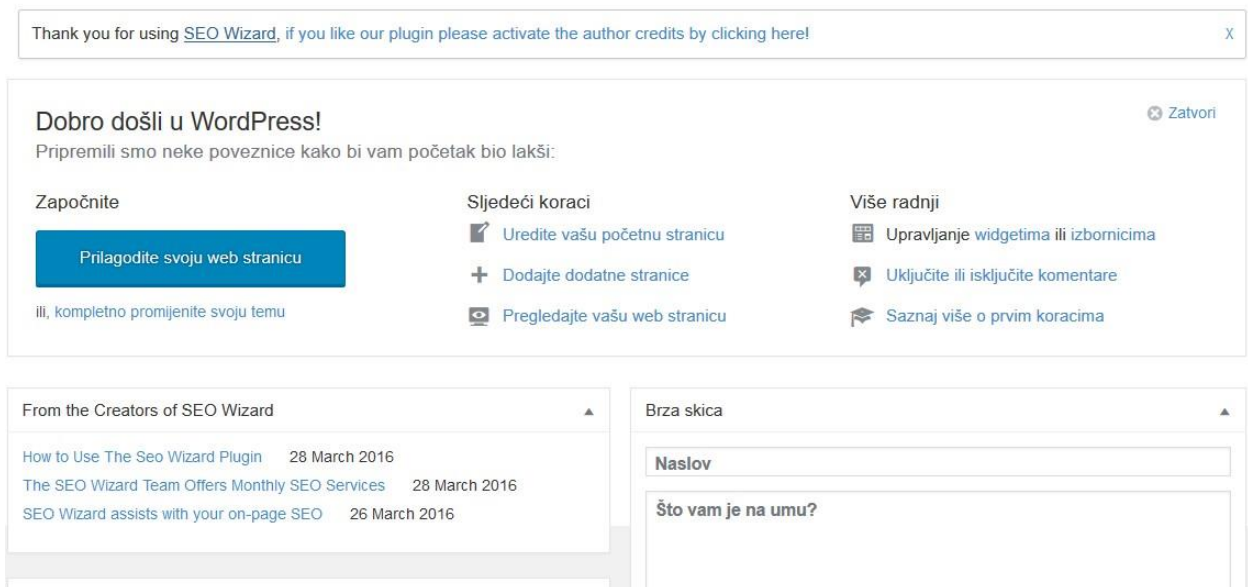 Thank you for using SEO Wizard, if you like our plugin please activate the author credits by clicking here!
X
Dobro došli u WordPress!
Zatvori
Pripremili smo neke poveznice kako bi vam početak bio lakši:
Započnite
Prilagodite svoju web stranicu
ili, kompletno promijenite svoju temu
Sljedeći koraci
Uredite vašu početnu stranicu
Dodajte dodatne stranice
Pregledajte vašu web stranicu
Više radnji
Upravljanje widgetima ili izbornicima
Uključite ili isključite komentare
Saznaj više o prvim koracima
From the Creators of SEO Wizard
How to Use The Seo Wizard Plugin 28 March 2016
The SEO Wizard Team Offers Monthly SEO Services 28 March 2016
SEO Wizard assists with your on-page SEO 26 March 2016
Brza skica
Naslov
Što vam je na umu?